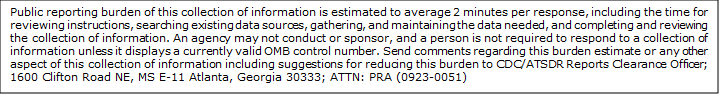 Public reporting burden of this collection of information is estimated to average 2 minutes per response, including the time for
reviewing instructions, searching existing data sources, gathering, and maintaining the data needed, and completing and reviewing
the collection of information. An agency may not conduct or sponsor, and a person is not required to respond to a collection of
information unless it displays a currently valid OMB control number. Send comments regarding this burden estimate or any other
aspect of this collection of information including suggestions for reducing this burden to CDC/ATSDR Reports Clearance Officer;
1600 Clifton Road NE, MS E-11 Atlanta, Georgia 30333; ATTN: PRA (0923-0051)